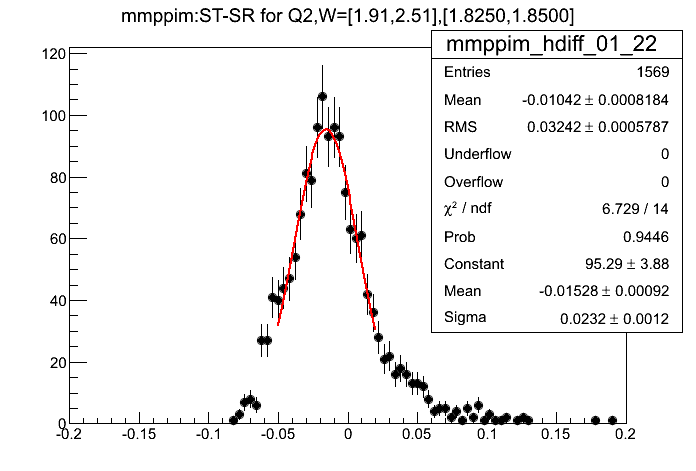 mmppim:ST-SR for Q2,W=[1.91,2.51],[1.8250,1.8500]
mmppim_hdiff_01_22
Entries 1569
Mean -0.01042 ± 0.0008184
RMS 0.03242 ± 0.0005787
Underflow 0
Overflow 0
χ² / ndf 6.729 / 14
Prob 0.9446
Constant 95.29 ± 3.88
Mean -0.01528 ± 0.00092
Sigma 0.0232 ± 0.0012
120
100
80
60
40
20
0
-0.2 -0.15 -0.1 -0.05 0 0.05 0.1 0.15 0.2